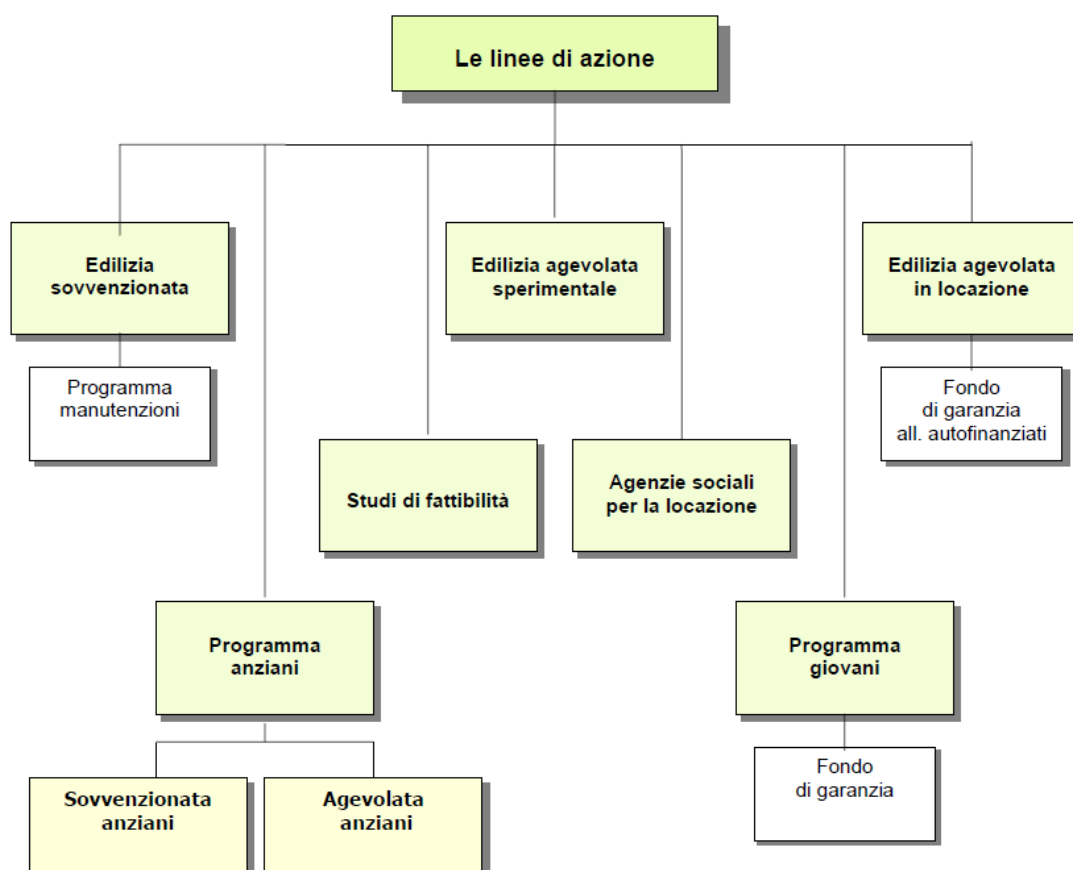 Le linee di azione
Edilizia
sovvenzionata
Edilizia agevolata
sperimentale
Edilizia agevolata
in locazione
Programma
manutenzioni
Fondo
di garanzia
all. autofinanziati
Studi di fattibilità
Agenzie sociali
per la locazione
Programma
anziani
Programma
giovani
Sovvenzionata
anziani
Agevolata
anziani
Fondo
di garanzia